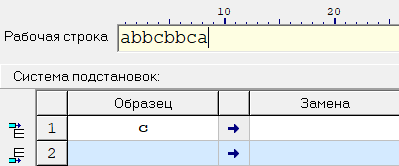 10 20
Рабочая строка abbcbbca
Система подстановок:
Образец Замена
1 c
2